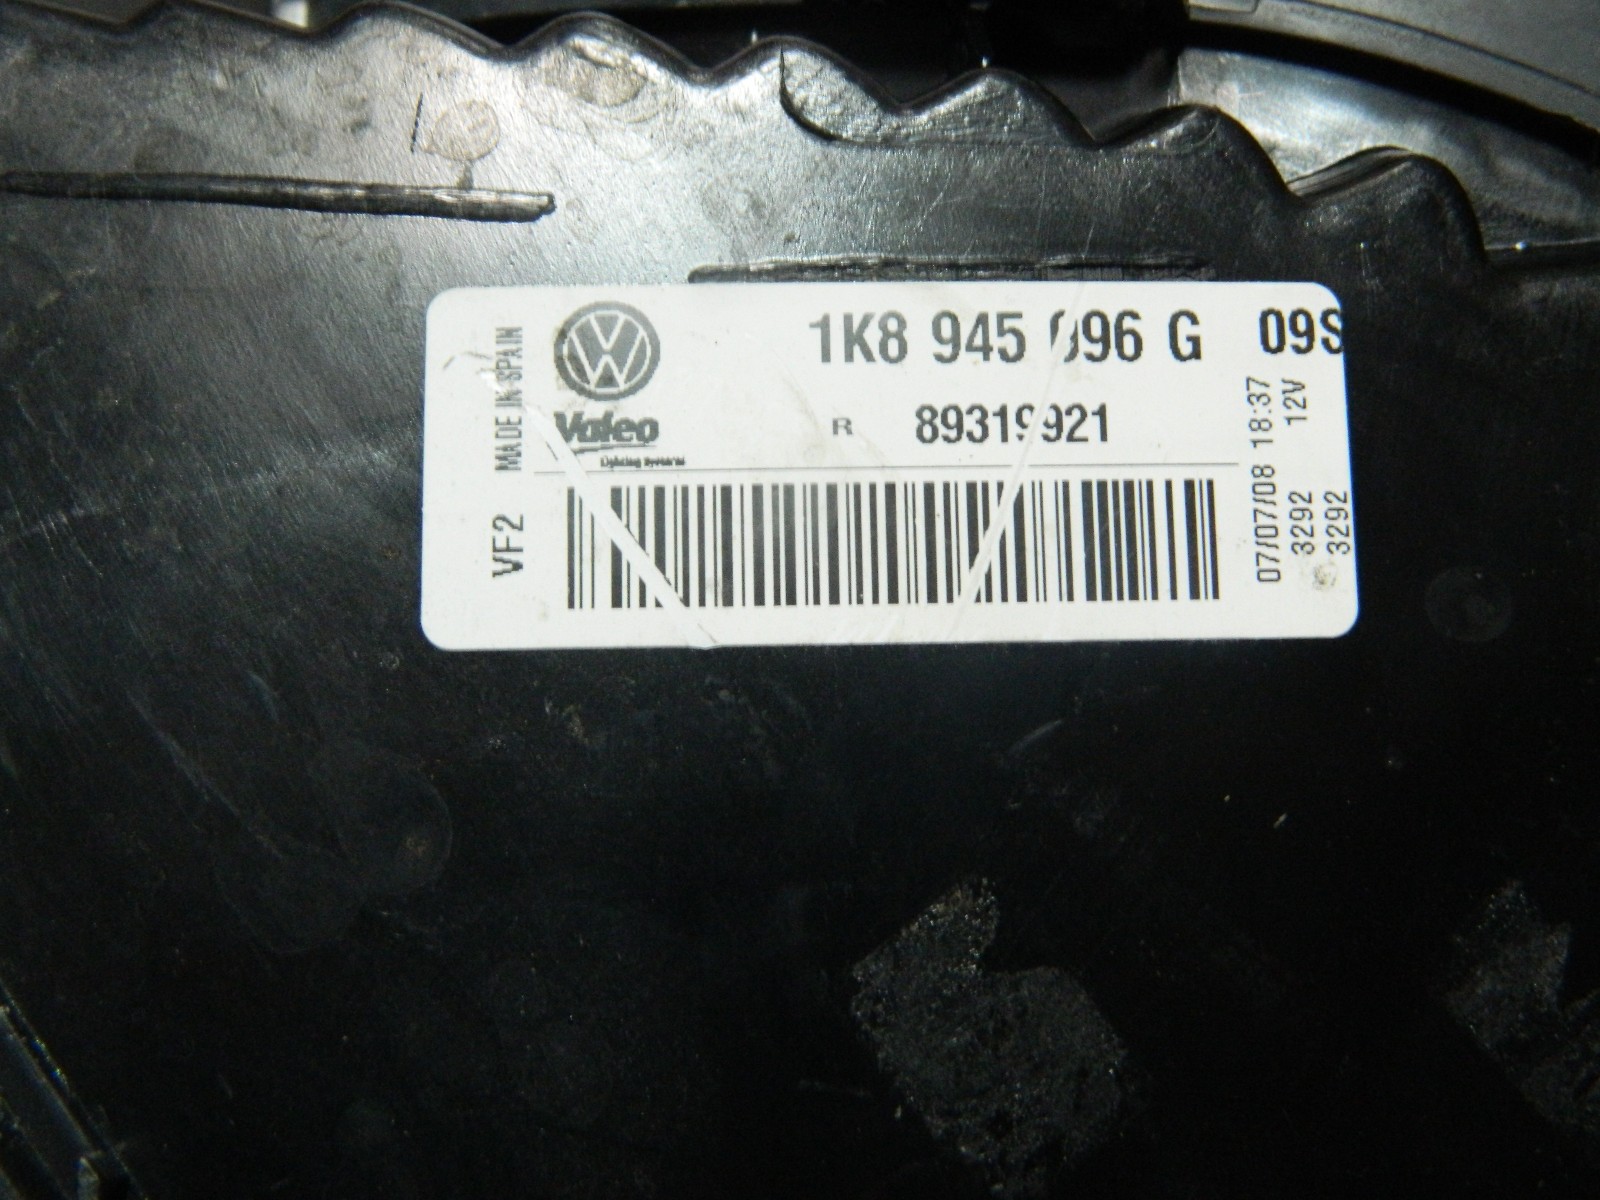 1K8 945 096 G 09S
Valeo
Lighting Systems
R 89319921
MADE IN SPAIN
VF2
07/07/08 18:37
3292 12V
3292